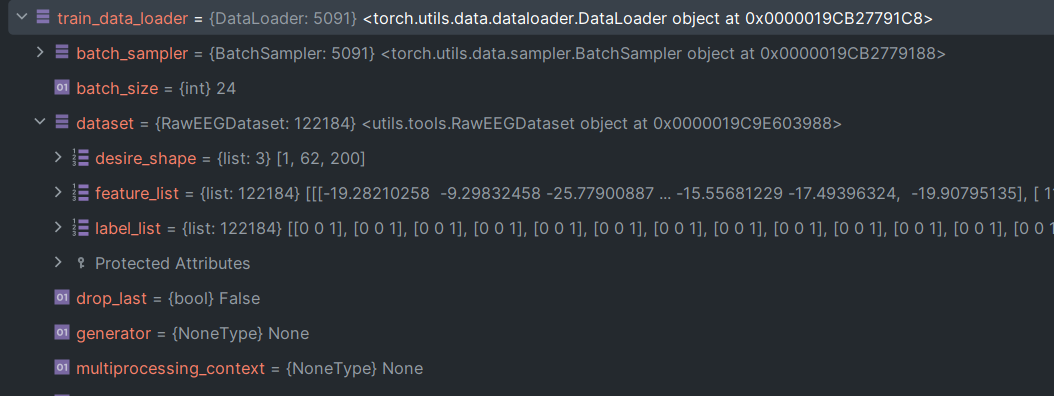 train_data_loader = {DataLoader: 5091} <torch.utils.data.dataloader.DataLoader object at 0x0000019CB27791C8>
batch_sampler = {BatchSampler: 5091} <torch.utils.data.sampler.BatchSampler object at 0x0000019CB2779188>
01 batch_size = {int} 24
dataset = {RawEEGDataset: 122184} <utils.tools.RawEEGDataset object at 0x0000019C9E603988>
desire_shape = {list: 3} [1, 62, 200]
feature_list = {list: 122184} [[[-19.28210258  -9.29832458 -25.77900887 ... -15.55681229 -17.49396324,  -19.90795135], [ 1
label_list = {list: 122184} [[0 0 1], [0 0 1], [0 0 1], [0 0 1], [0 0 1], [0 0 1], [0 0 1], [0 0 1], [0 0 1], [0 0 1], [0 0 1], [0 0 1], [0 0 1
Protected Attributes
01 drop_last = {bool} False
01 generator = {NoneType} None
01 multiprocessing_context = {NoneType} None